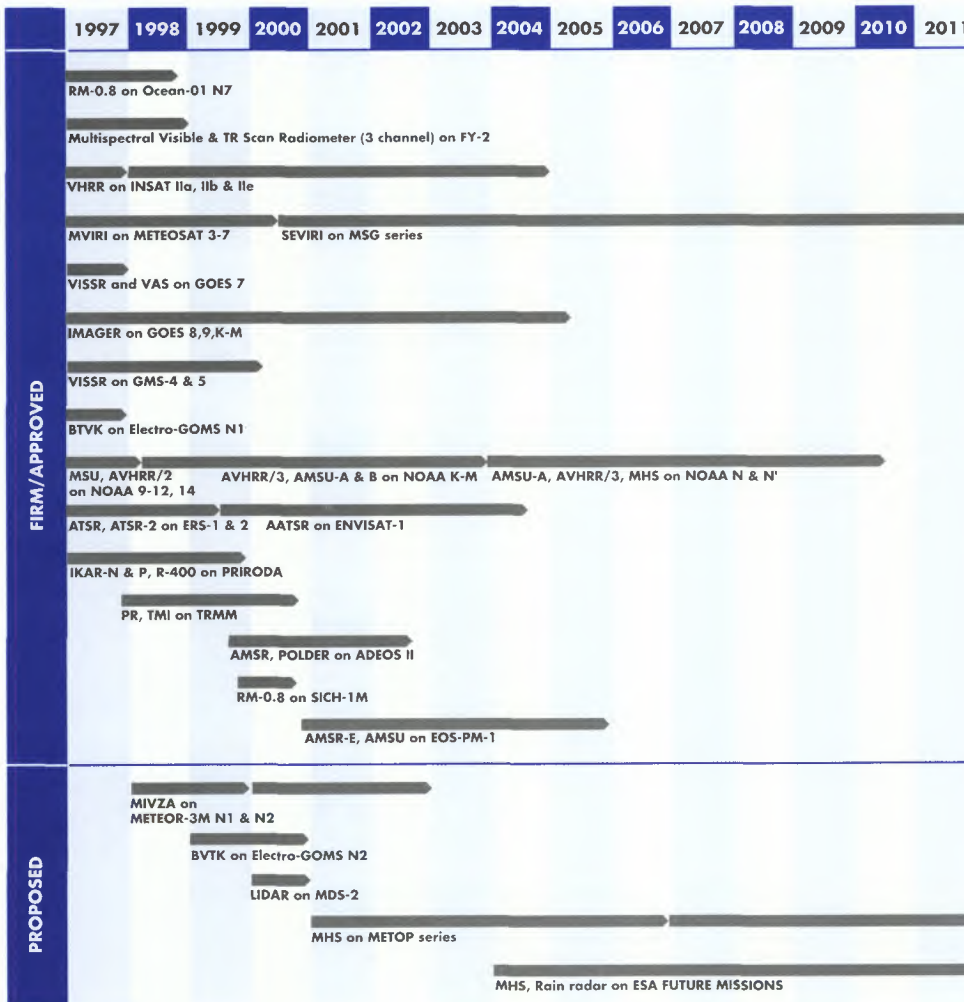 1997 1998 1999 2000 2001 2002 2003 2004 2005 2006 2007 2008 2009 2010 2011
FIRM/APPROVED
RM-0.8 on Ocean-01 N7
Multispectral Visible & TR Scan Radiometer (3 channel) on FY-2
VHRR on INSAT IIa, IIb & IIe
MVIRI on METEOSAT 3-7 SEVIRI on MSG series
VISSR and VAS on GOES 7
IMAGER on GOES 8,9,K-M
VISSR on GMS-4 & 5
BTVK on Electro-GOMS N1
MSU, AVHRR/2 AVHRR/3, AMSU-A & B on NOAA K-M AMSU-A, AVHRR/3, MHS on NOAA N & N'
on NOAA 9-12, 14
ATSR, ATSR-2 on ERS-1 & 2 AATSR on ENVISAT-1
IKAR-N & P, R-400 on PRIRODA
PR, TMI on TRMM
AMSR, POLDER on ADEOS II
RM-0.8 on SICH-1M
AMSR-E, AMSU on EOS-PM-1
PROPOSED
MIVZA on
METEOR-3M N1 & N2
BVTK on Electro-GOMS N2
LIDAR on MDS-2
MHS on METOP series
MHS, Rain radar on ESA FUTURE MISSIONS